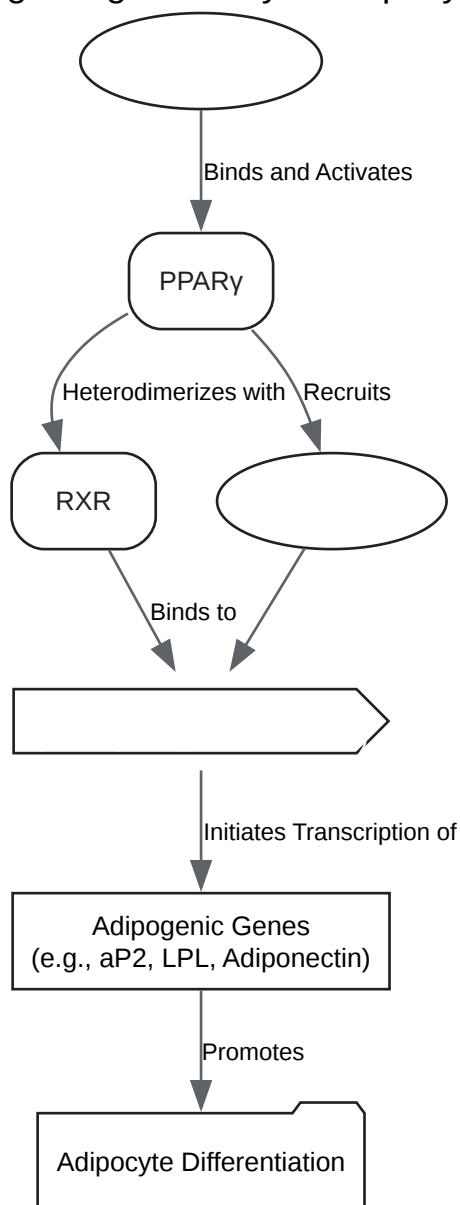 Binds and Activates
PPARγ
Heterodimerizes with
Recruits
RXR
Binds to
Initiates Transcription of
Adipogenic Genes
(e.g., aP2, LPL, Adiponectin)
Promotes
Adipocyte Differentiation